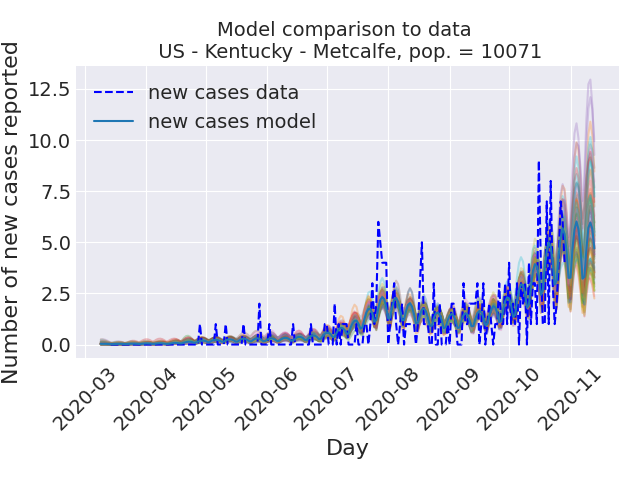 Model comparison to data
US - Kentucky - Metcalfe, pop. = 10071
new cases data
new cases model
Number of new cases reported
12.5
10.0
7.5
5.0
2.5
0.0
2020-03
2020-04
2020-05
2020-06
2020-07
2020-08
2020-09
2020-10
2020-11
Day